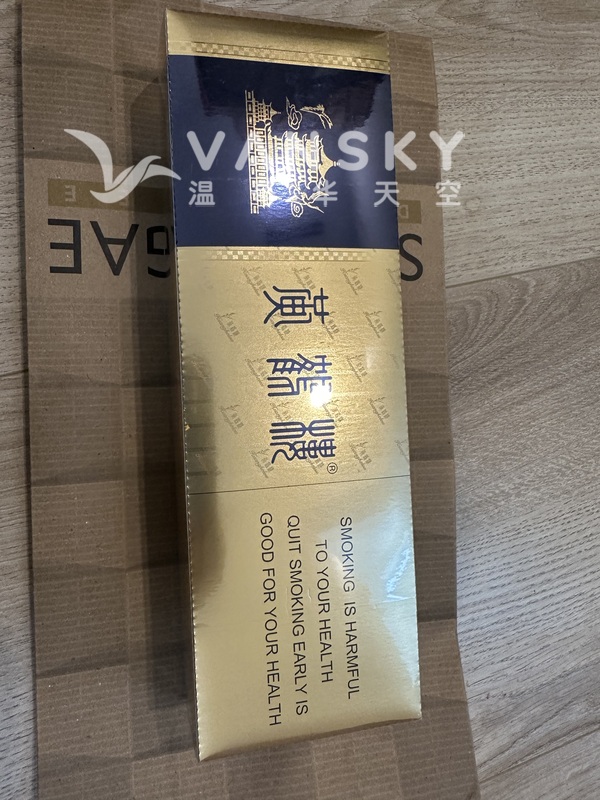 VANSKY
温 华 天 空
黄鹤楼®
SMOKING IS HARMFUL
TO YOUR HEALTH
QUIT SMOKING EARLY IS
GOOD FOR YOUR HEALTH